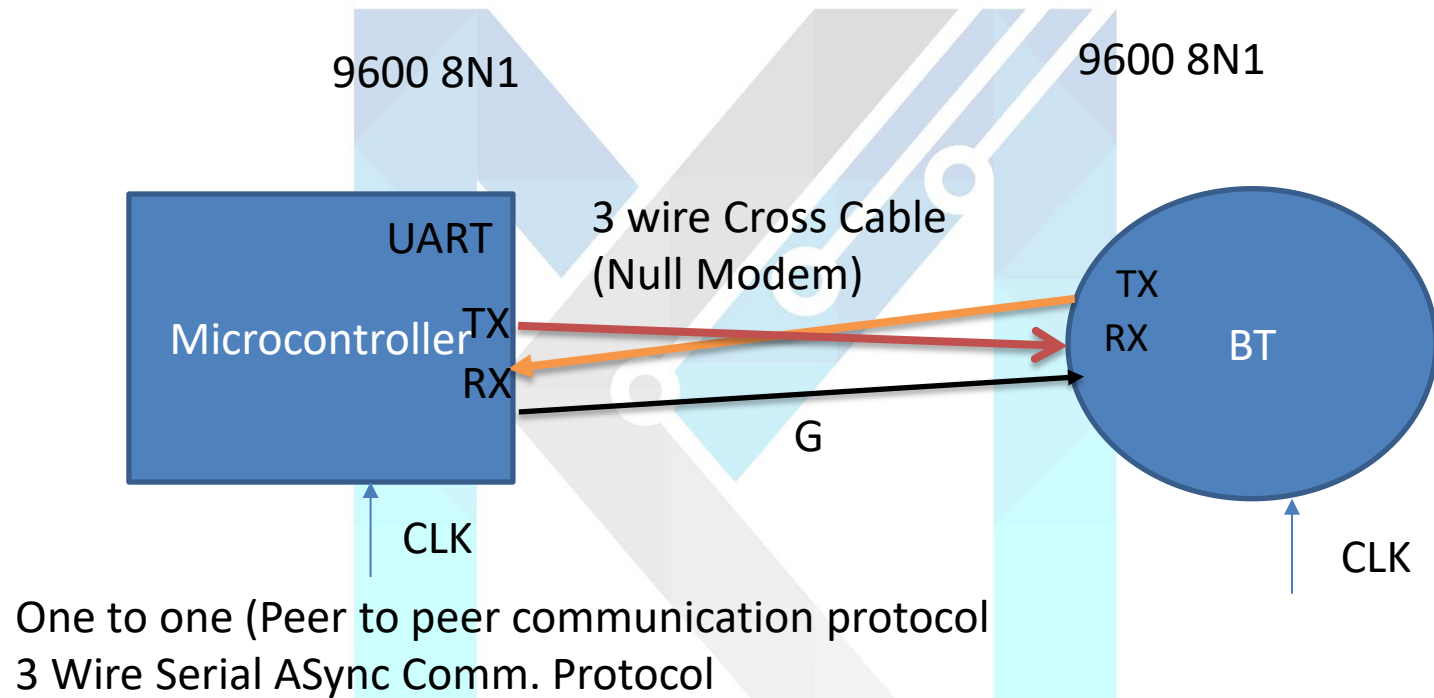 9600 8N1
9600 8N1
UART
3 wire Cross Cable
(Null Modem)
TX
RX
Microcontroller
TX
RX
BT
G
CLK
CLK
One to one (Peer to peer communication protocol
3 Wire Serial ASync Comm. Protocol